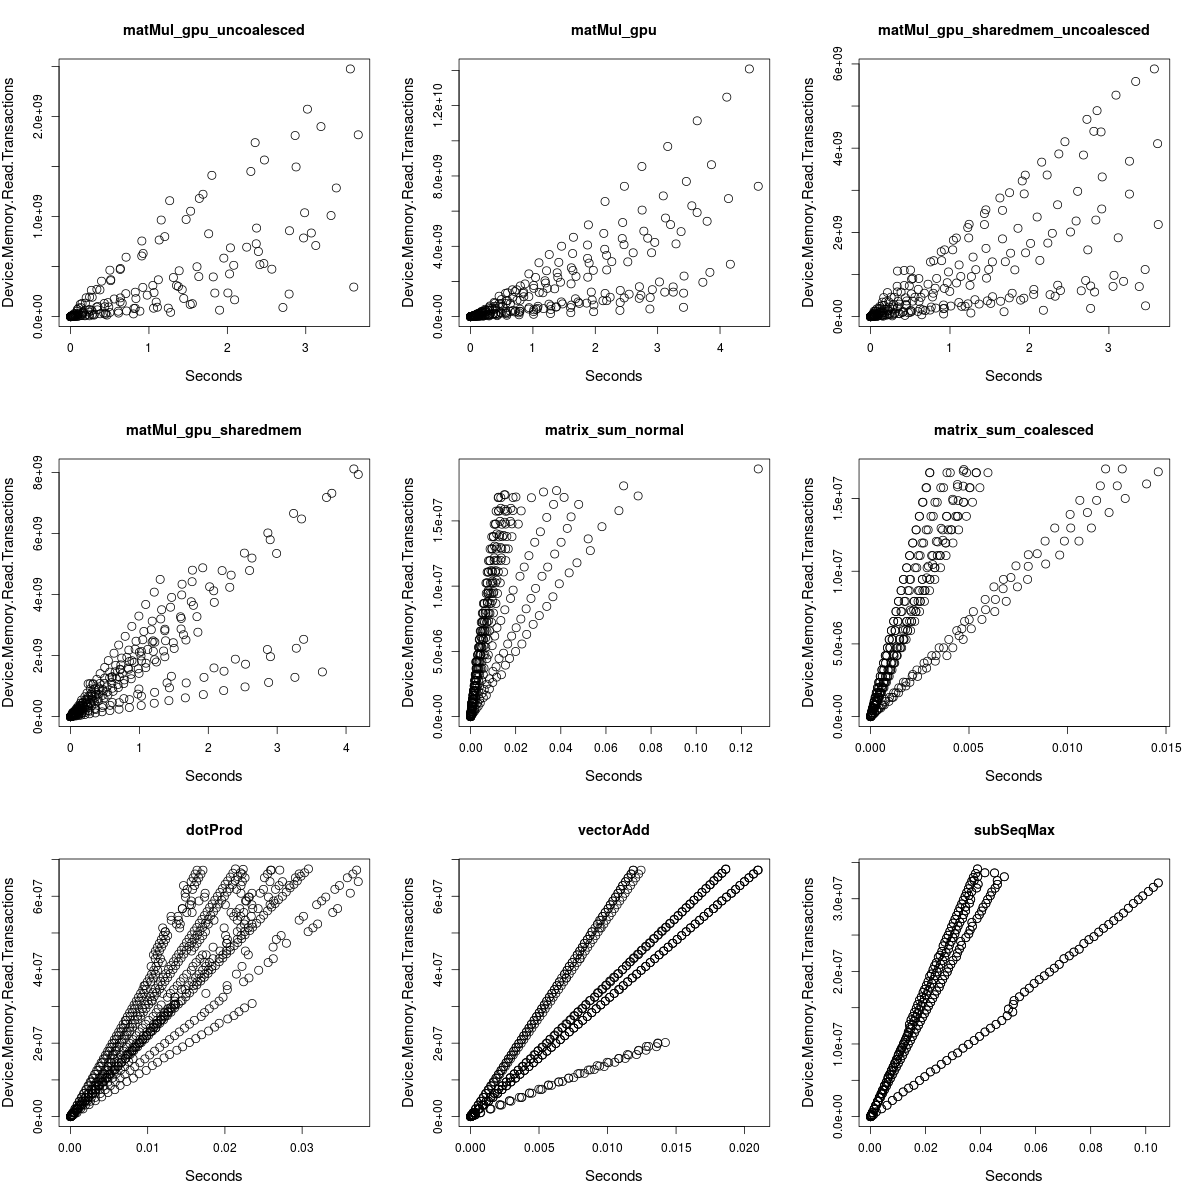 matMul_gpu_uncoalesced
Device.Memory.Read.Transactions
0.0e+00 1.0e+09 2.0e+09
0 1 2 3
Seconds
matMul_gpu
Device.Memory.Read.Transactions
0.0e+00 4.0e+09 8.0e+09 1.2e+10
0 1 2 3 4
Seconds
matMul_gpu_sharedmem_uncoalesced
Device.Memory.Read.Transactions
0e+00 2e+09 4e+09 6e+09
0 1 2 3
Seconds
matMul_gpu_sharedmem
Device.Memory.Read.Transactions
0e+00 2e+09 4e+09 6e+09 8e+09
0 1 2 3 4
Seconds
matrix_sum_normal
Device.Memory.Read.Transactions
0.0e+00 5.0e+06 1.0e+07 1.5e+07
0.00 0.02 0.04 0.06 0.08 0.10 0.12
Seconds
matrix_sum_coalesced
Device.Memory.Read.Transactions
0.0e+00 5.0e+06 1.0e+07 1.5e+07
0.000 0.005 0.010 0.015
Seconds
dotProd
Device.Memory.Read.Transactions
0e+00 2e+07 4e+07 6e+07
0.00 0.01 0.02 0.03
Seconds
vectorAdd
Device.Memory.Read.Transactions
0e+00 2e+07 4e+07 6e+07
0.000 0.005 0.010 0.015 0.020
Seconds
subSeqMax
Device.Memory.Read.Transactions
0.0e+00 1.0e+07 2.0e+07 3.0e+07
0.00 0.02 0.04 0.06 0.08 0.10
Seconds